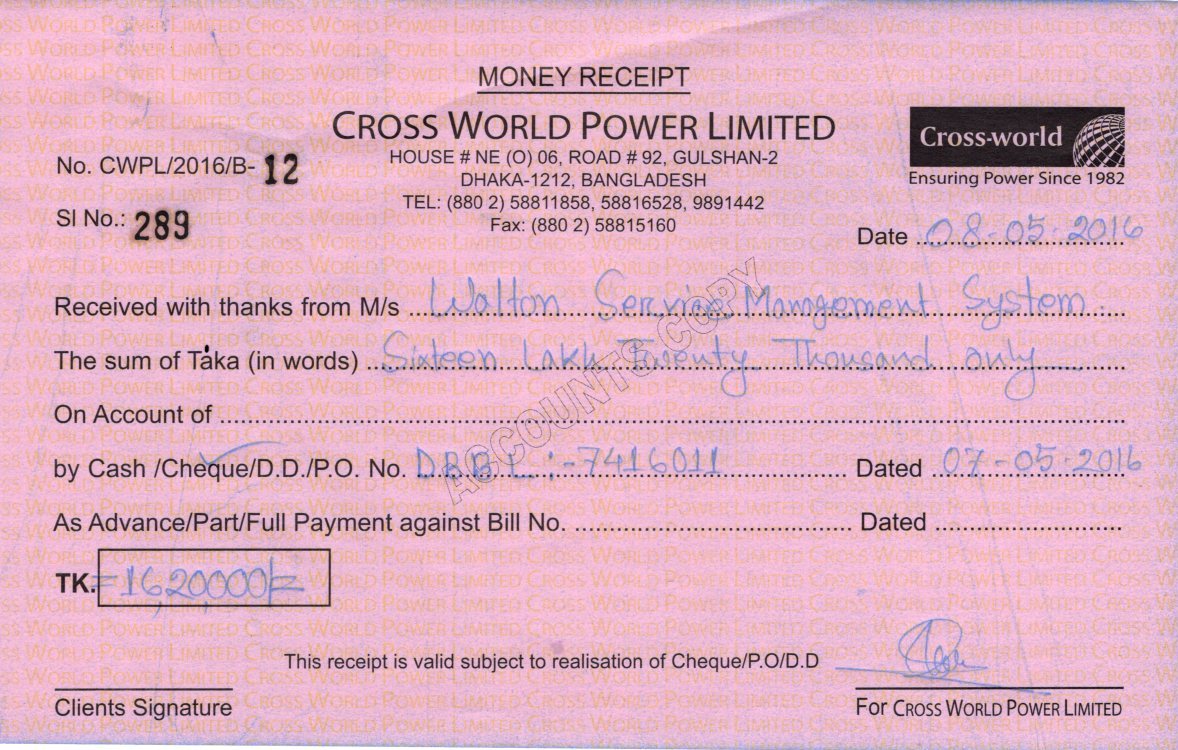 MONEY RECEIPT
CROSS WORLD POWER LIMITED
HOUSE # NE (O) 06, ROAD # 92, GULSHAN-2
DHAKA-1212, BANGLADESH
TEL: (880 2) 58811858, 58816528, 9891442
Fax: (880 2) 58815160
Cross-world
Ensuring Power Since 1982
No. CWPL/2016/B- 12
Sl No.: 289
Date 08-05-2016
Received with thanks from M/s Walton Service Mamgement System.
The sum of Taka (in words) Sixteen Lakh Twenty Thousand only
On Account of
by Cash /Cheque/D.D./P.O. No. DBBL:-7416011 Dated 07-05-2016
As Advance/Part/Full Payment against Bill No. Dated
TK. =1620000/=
ACCOUNTS COPY
This receipt is valid subject to realisation of Cheque/P.O/D.D
Clients Signature
For CROSS WORLD POWER LIMITED